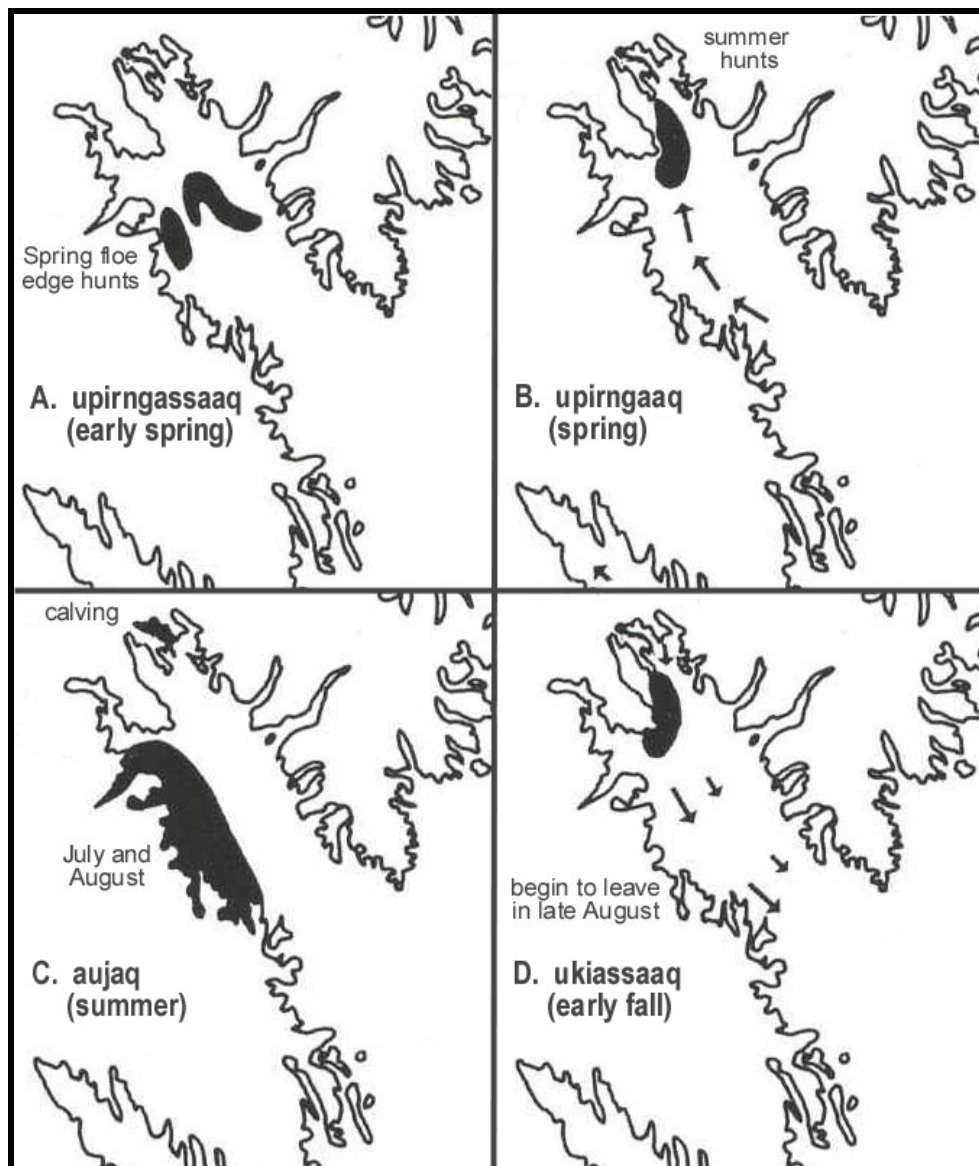 Spring floe
edge hunts
A. upirngassaaq
(early spring)
summer
hunts
B. upirngaaq
(spring)
calving
July and
August
C. aujaq
(summer)
begin to leave
in late August
D. ukiassaaq
(early fall)